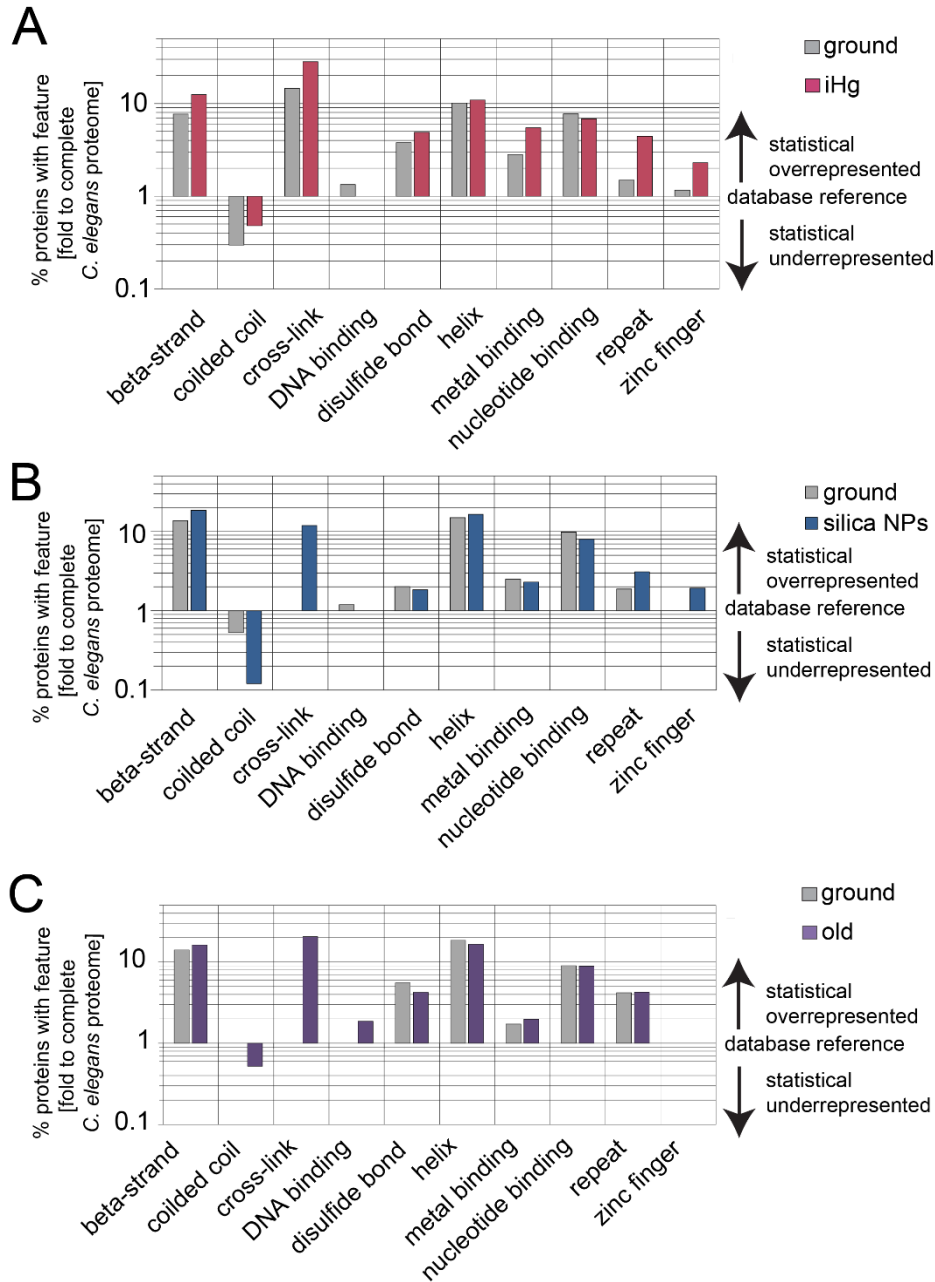 A
ground
iHg
% proteins with feature
[fold to complete
C. elegans proteome]
10
1
0.1
statistical
overrepresented
database reference
statistical
underrepresented
beta-strand
coilded coil
cross-link
DNA binding
disulfide bond
helix
metal binding
nucleotide binding
repeat
zinc finger
B
ground
silica NPs
% proteins with feature
[fold to complete
C. elegans proteome]
10
1
0.1
statistical
overrepresented
database reference
statistical
underrepresented
beta-strand
coilded coil
cross-link
DNA binding
disulfide bond
helix
metal binding
nucleotide binding
repeat
zinc finger
C
ground
old
% proteins with feature
[fold to complete
C. elegans proteome]
10
1
0.1
statistical
overrepresented
database reference
statistical
underrepresented
beta-strand
coilded coil
cross-link
DNA binding
disulfide bond
helix
metal binding
nucleotide binding
repeat
zinc finger